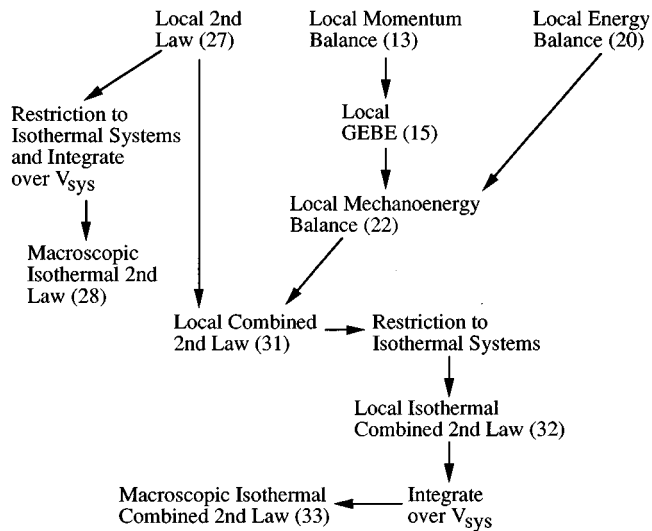 Local 2nd
Law (27)
Local Momentum
Balance (13)
Local Energy
Balance (20)
Restriction to
Isothermal Systems
and Integrate
over Vsys
Local
GEBE (15)
Local Mechanoenergy
Balance (22)
Macroscopic
Isothermal 2nd
Law (28)
Local Combined
2nd Law (31)
Restriction to
Isothermal Systems
Local Isothermal
Combined 2nd Law (32)
Macroscopic Isothermal
Combined 2nd Law (33)
Integrate
over Vsys